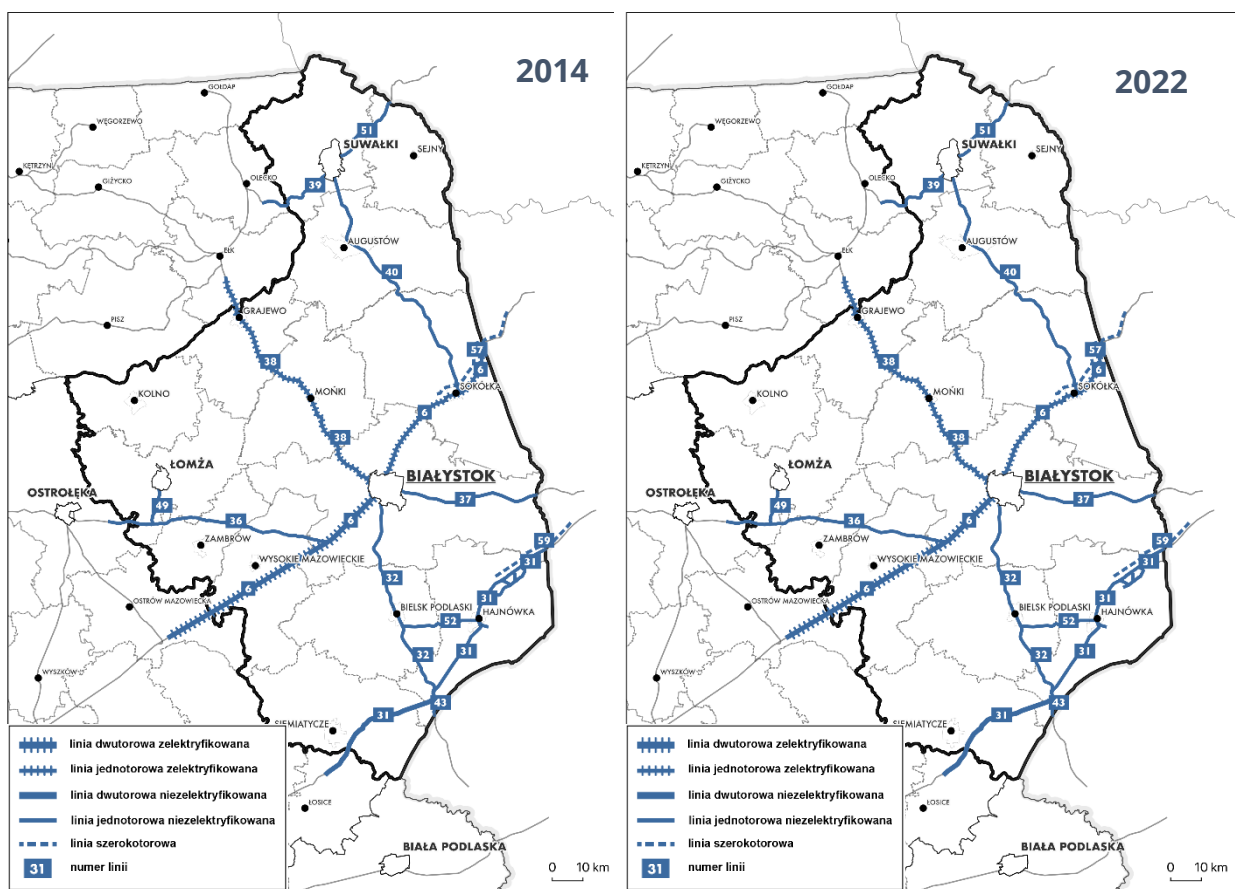 2014
GOŁDAP
WĘGORZEWO
51
SUWAŁKI
SEJNY
KĘTRZYN
GIŻYCKO
OLECKO
39
AUGUSTÓW
EŁK
40
GRAJEWO
PISZ
57
38
6
SOKÓŁKA
MOŃKI
KOLNO
6
38
ŁOMŻA
BIAŁYSTOK
OSTROŁĘKA
49
37
36
6
ZAMBRÓW
59
WYSOKIE MAZOWIECKIE
31
32
6
31
OSTRÓW MAZOWIECKA
BIELSK PODLASKI
HAJNÓWKA
52
32
31
WYSZKÓW
43
31
SIEMIATYCZE
ŁOSICE
BIAŁA PODLASKA
0 10 km
linia dwutorowa zelektryfikowana
linia jednotorowa zelektryfikowana
linia dwutorowa niezelektryfikowana
linia jednotorowa niezelektryfikowana
linia szerokotorowa
31 numer linii
2022
GOŁDAP
WĘGORZEWO
51
SUWAŁKI
SEJNY
KĘTRZYN
GIŻYCKO
OLECKO
39
AUGUSTÓW
EŁK
40
GRAJEWO
PISZ
57
38
6
SOKÓŁKA
MOŃKI
KOLNO
6
38
ŁOMŻA
BIAŁYSTOK
OSTROŁĘKA
49
37
36
6
ZAMBRÓW
59
WYSOKIE MAZOWIECKIE
31
32
6
31
OSTRÓW MAZOWIECKA
BIELSK PODLASKI
HAJNÓWKA
52
32
31
WYSZKÓW
43
31
SIEMIATYCZE
ŁOSICE
BIAŁA PODLASKA
0 10 km
linia dwutorowa zelektryfikowana
linia jednotorowa zelektryfikowana
linia dwutorowa niezelektryfikowana
linia jednotorowa niezelektryfikowana
linia szerokotorowa
31 numer linii